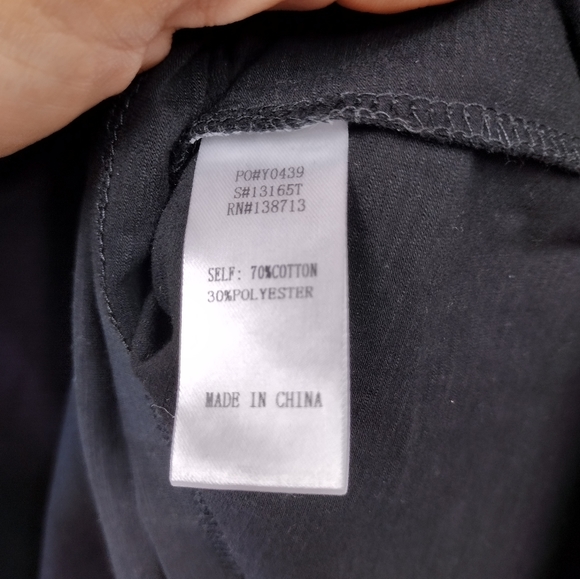 PO#Y0439
S#13165T
RN#138713
SELF: 70%COTTON
30%POLYESTER
MADE IN CHINA